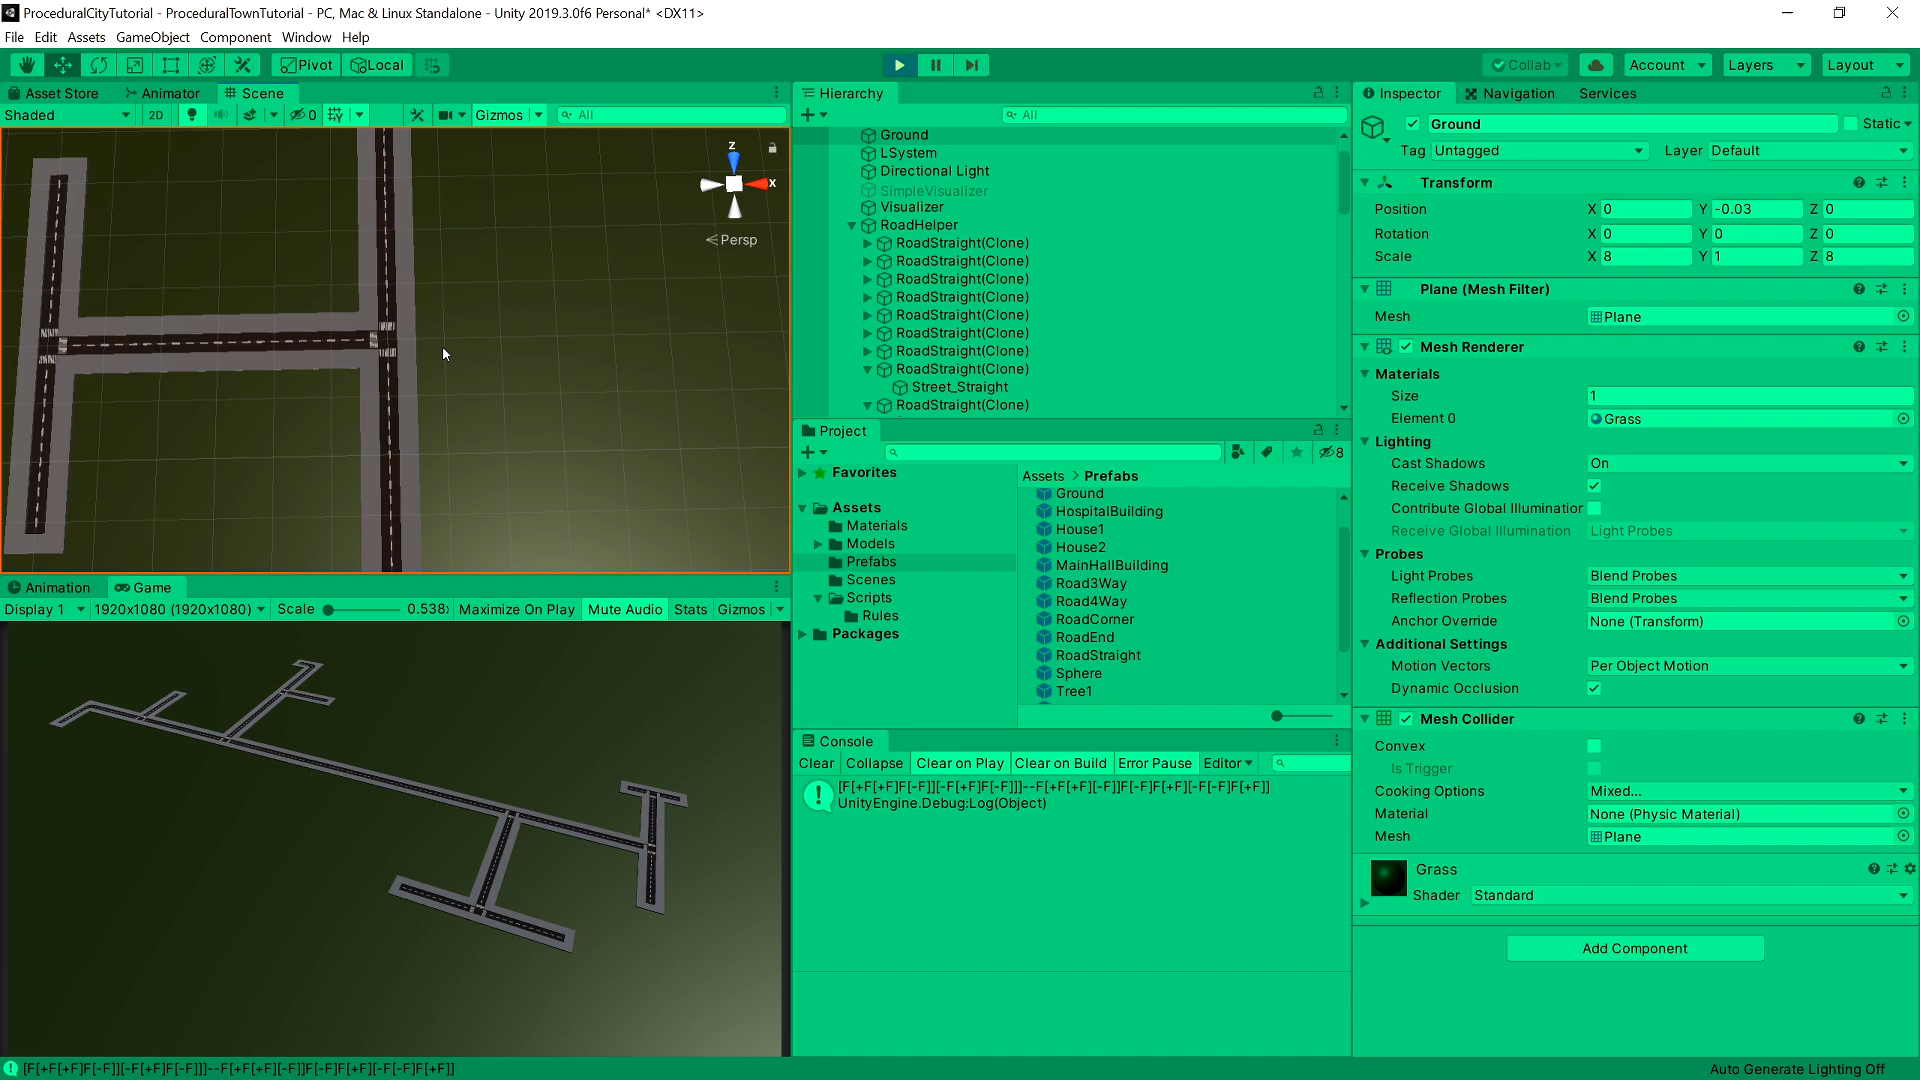 ProceduralCityTutorial - ProceduralTownTutorial - PC, Mac & Linux Standalone - Unity 2019.3.0f6 Personal* <DX11>
File Edit Assets GameObject Component Window Help
Pivot Local Collab Account Layers Layout
Asset Store Animator Scene
Shaded 2D 0 Gizmos All
z
x
Persp
Animation Game
Display 1 1920x1080 (1920x1080) Scale 0.538 Maximize On Play Mute Audio Stats Gizmos
Hierarchy
All
Ground
LSystem
Directional Light
SimpleVisualizer
Visualizer
RoadHelper
RoadStraight(Clone)
RoadStraight(Clone)
RoadStraight(Clone)
RoadStraight(Clone)
RoadStraight(Clone)
RoadStraight(Clone)
RoadStraight(Clone)
RoadStraight(Clone)
Street_Straight
RoadStraight(Clone)
Project
8
Favorites
Assets
Materials
Models
Prefabs
Scenes
Scripts
Rules
Packages
Assets > Prefabs
Ground
HospitalBuilding
House1
House2
MainHallBuilding
Road3Way
Road4Way
RoadCorner
RoadEnd
RoadStraight
Sphere
Tree1
Console
Clear Collapse Clear on Play Clear on Build Error Pause Editor
[F[+F[+F]F[-F]][-F[+F]F[-F]]]--F[+F[+F][-F]]F[-F]F[+F][-F[-F]F[+F]]
UnityEngine.Debug:Log(Object)
Inspector Navigation Services
Ground Static
Tag Untagged Layer Default
Transform
Position X 0 Y -0.03 Z 0
Rotation X 0 Y 0 Z 0
Scale X 8 Y 1 Z 8
Plane (Mesh Filter)
Mesh Plane
Mesh Renderer
Materials
Size 1
Element 0 Grass
Lighting
Cast Shadows On
Receive Shadows
Contribute Global Illumination
Receive Global Illumination Light Probes
Probes
Light Probes Blend Probes
Reflection Probes Blend Probes
Anchor Override None (Transform)
Additional Settings
Motion Vectors Per Object Motion
Dynamic Occlusion
Mesh Collider
Convex
Is Trigger
Cooking Options Mixed...
Material None (Physic Material)
Mesh Plane
Grass
Shader Standard
Add Component
[F[+F[+F]F[-F]][-F[+F]F[-F]]]--F[+F[+F][-F]]F[-F]F[+F][-F[-F]F[+F]]
Auto Generate Lighting Off